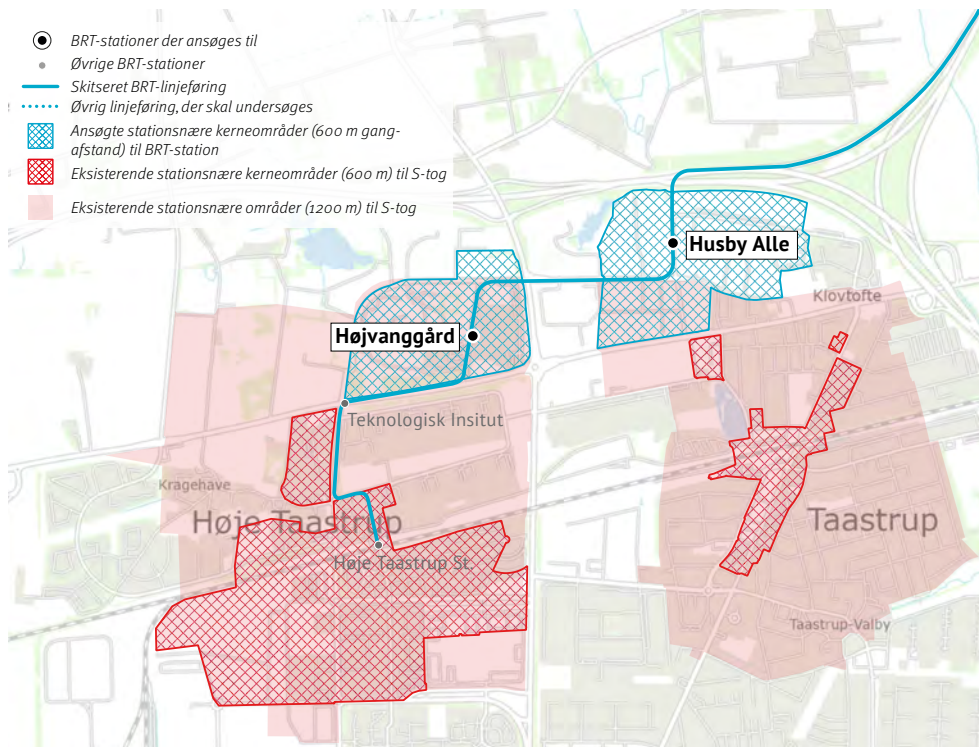 BRT-stationer der ansøges til
Øvrige BRT-stationer
Skitseret BRT-linjeføring
Øvrig linjeføring, der skal undersøges
Ansøgte stationsnære kerneområder (600 m gang-
afstand) til BRT-station
Eksisterende stationsnære kerneområder (600 m) til S-tog
Eksisterende stationsnære områder (1200 m) til S-tog
Husby Alle
Klovtofte
Højvanggård
Teknologisk Insitut
Kragehave
Høje Taastrup
Taastrup
Høje Taastrup St.
Taastrup-Valby